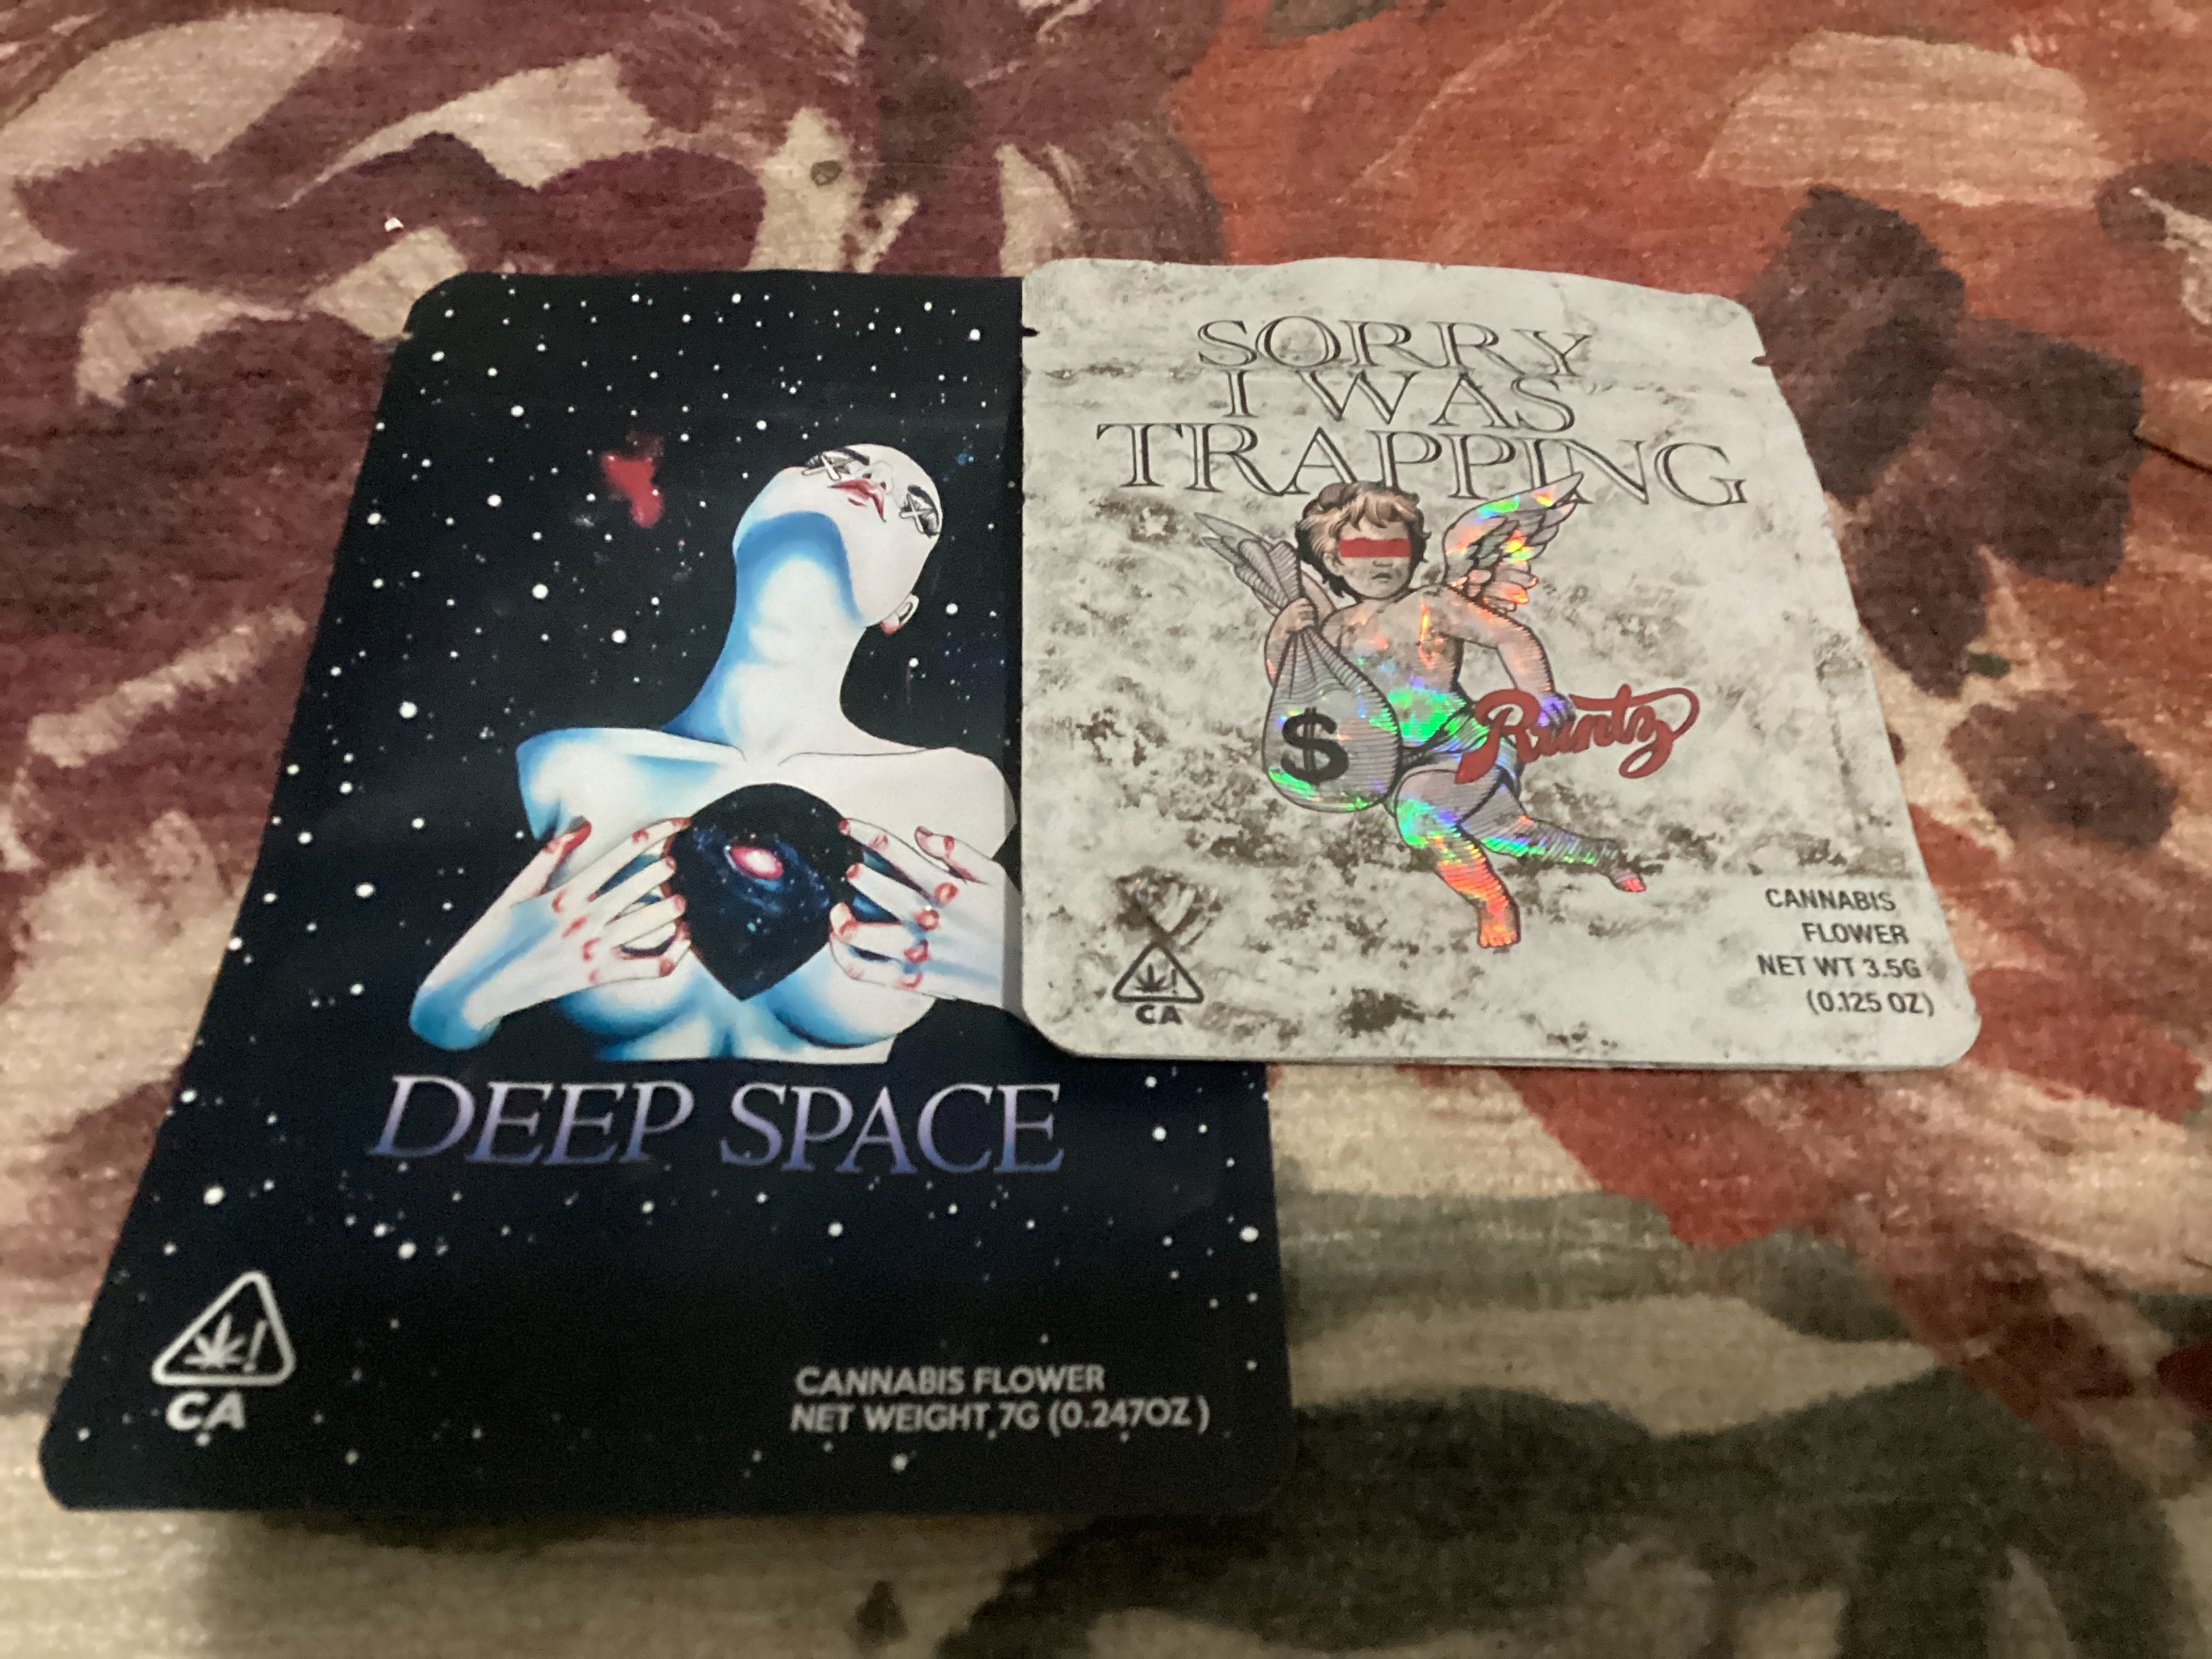 DEEP SPACE
CA
CANNABIS FLOWER
NET WEIGHT 7G (0.247OZ)
SORRY
I WAS
TRAPPING
$
Runtz
CA
CANNABIS
FLOWER
NET WT 3.5G
(0.125 OZ)